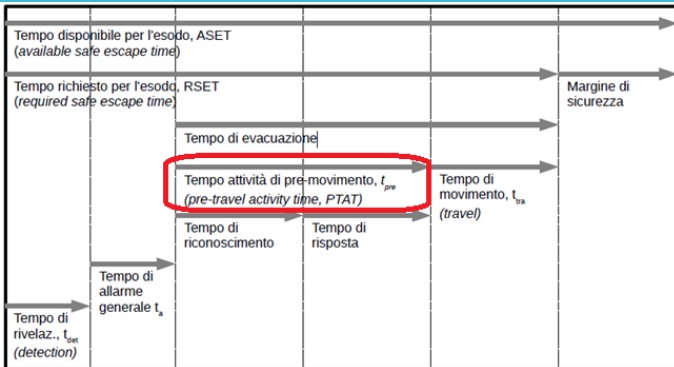 Tempo disponibile per l'esodo, ASET
(available safe escape time)
Tempo richiesto per l'esodo, RSET
(required safe escape time)
Margine di
sicurezza
Tempo di evacuazione
Tempo attività di pre-movimento, tpre
(pre-travel activity time, PTAT)
Tempo di
movimento, ttra
(travel)
Tempo di
riconoscimento
Tempo di
risposta
Tempo di
allarme
generale ta
Tempo di
rivelaz., tdet
(detection)